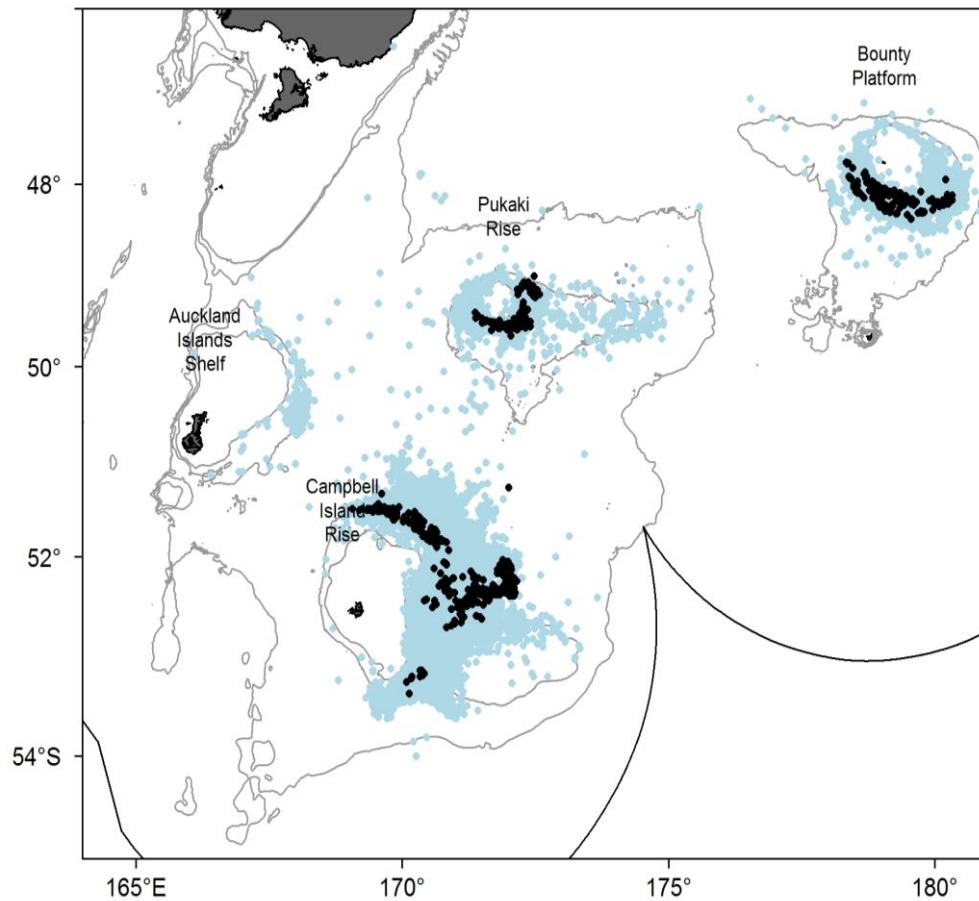 Bounty
Platform
48°
Pukaki
Rise
Auckland
Islands
Shelf
50°
Campbell
Island
Rise
52°
54°S
165°E
170°
175°
180°